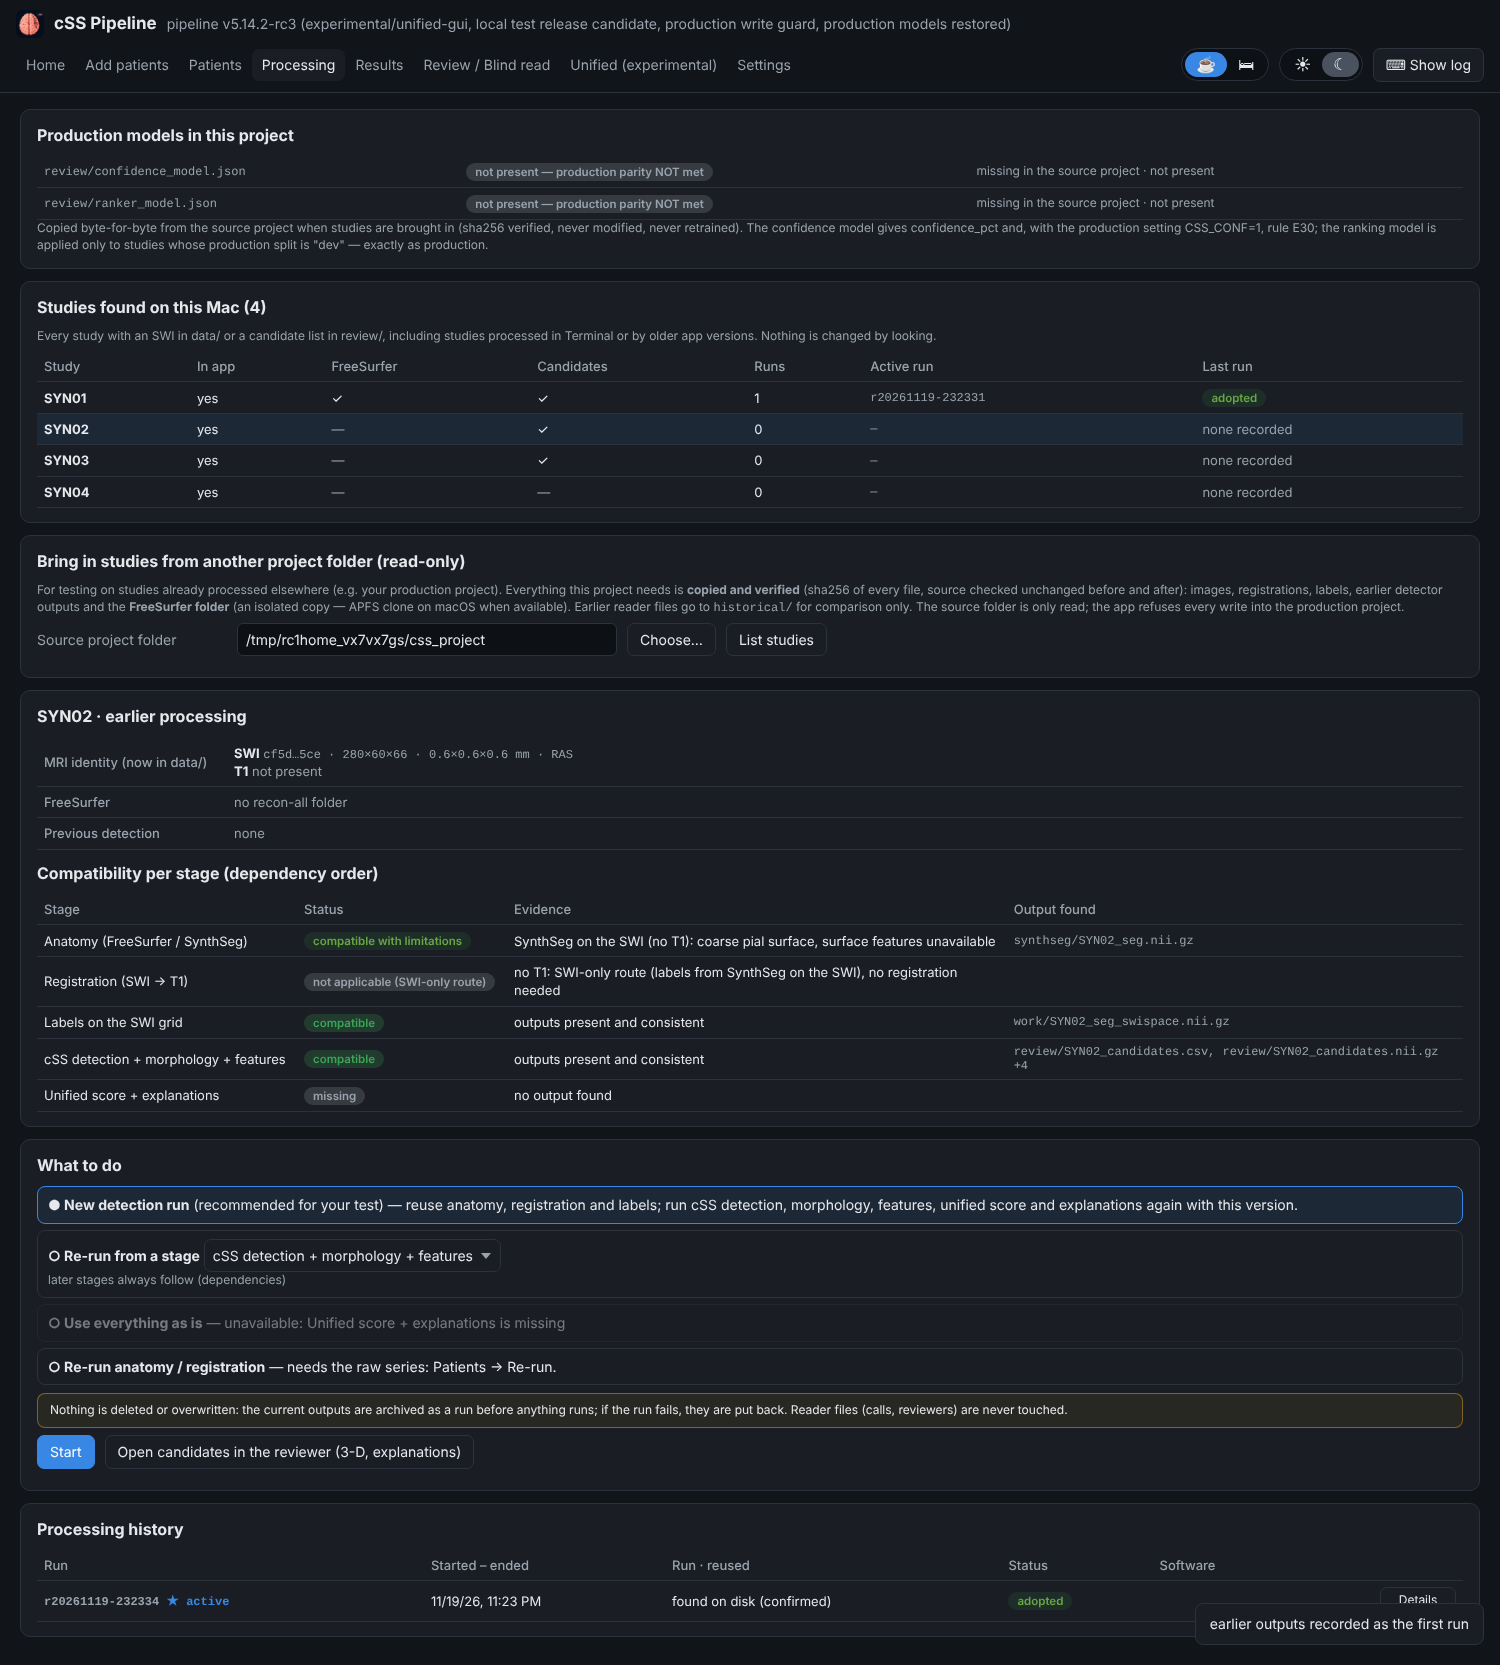 cSS Pipeline pipeline v5.14.2-rc3 (experimental/unified-gui, local test release candidate, production write guard, production models restored)
Home Add patients Patients Processing Results Review / Blind read Unified (experimental) Settings Show log
Production models in this project
review/confidence_model.json not present — production parity NOT met missing in the source project · not present
review/ranker_model.json not present — production parity NOT met missing in the source project · not present
Copied byte-for-byte from the source project when studies are brought in (sha256 verified, never modified, never retrained). The confidence model gives confidence_pct and, with the production setting CSS_CONF=1, rule E30; the ranking model is
applied only to studies whose production split is "dev" — exactly as production.
Studies found on this Mac (4)
Every study with an SWI in data/ or a candidate list in review/, including studies processed in Terminal or by older app versions. Nothing is changed by looking.
Study In app FreeSurfer Candidates Runs Active run Last run
SYN01 yes ✓ ✓ 1 r20261119-232331 adopted
SYN02 yes — ✓ 0 – none recorded
SYN03 yes — ✓ 0 – none recorded
SYN04 yes — — 0 – none recorded
Bring in studies from another project folder (read-only)
For testing on studies already processed elsewhere (e.g. your production project). Everything this project needs is copied and verified (sha256 of every file, source checked unchanged before and after): images, registrations, labels, earlier detector
outputs and the FreeSurfer folder (an isolated copy — APFS clone on macOS when available). Earlier reader files go to historical/ for comparison only. The source folder is only read; the app refuses every write into the production project.
Source project folder /tmp/rc1home_vx7vx7gs/css_project Choose... List studies
SYN02 · earlier processing
MRI identity (now in data/) SWI cf5d…5ce · 280×60×66 · 0.6×0.6×0.6 mm · RAS
T1 not present
FreeSurfer no recon-all folder
Previous detection none
Compatibility per stage (dependency order)
Stage Status Evidence Output found
Anatomy (FreeSurfer / SynthSeg) compatible with limitations SynthSeg on the SWI (no T1): coarse pial surface, surface features unavailable synthseg/SYN02_seg.nii.gz
Registration (SWI → T1) not applicable (SWI-only route) no T1: SWI-only route (labels from SynthSeg on the SWI), no registration
needed
Labels on the SWI grid compatible outputs present and consistent work/SYN02_seg_swispace.nii.gz
cSS detection + morphology + features compatible outputs present and consistent review/SYN02_candidates.csv, review/SYN02_candidates.nii.gz
+4
Unified score + explanations missing no output found
What to do
New detection run (recommended for your test) — reuse anatomy, registration and labels; run cSS detection, morphology, features, unified score and explanations again with this version.
Re-run from a stage cSS detection + morphology + features
later stages always follow (dependencies)
Use everything as is — unavailable: Unified score + explanations is missing
Re-run anatomy / registration — needs the raw series: Patients → Re-run.
Nothing is deleted or overwritten: the current outputs are archived as a run before anything runs; if the run fails, they are put back. Reader files (calls, reviewers) are never touched.
Start Open candidates in the reviewer (3-D, explanations)
Processing history
Run Started – ended Run · reused Status Software
r20261119-232334 ★ active 11/19/26, 11:23 PM found on disk (confirmed) adopted Details
earlier outputs recorded as the first run